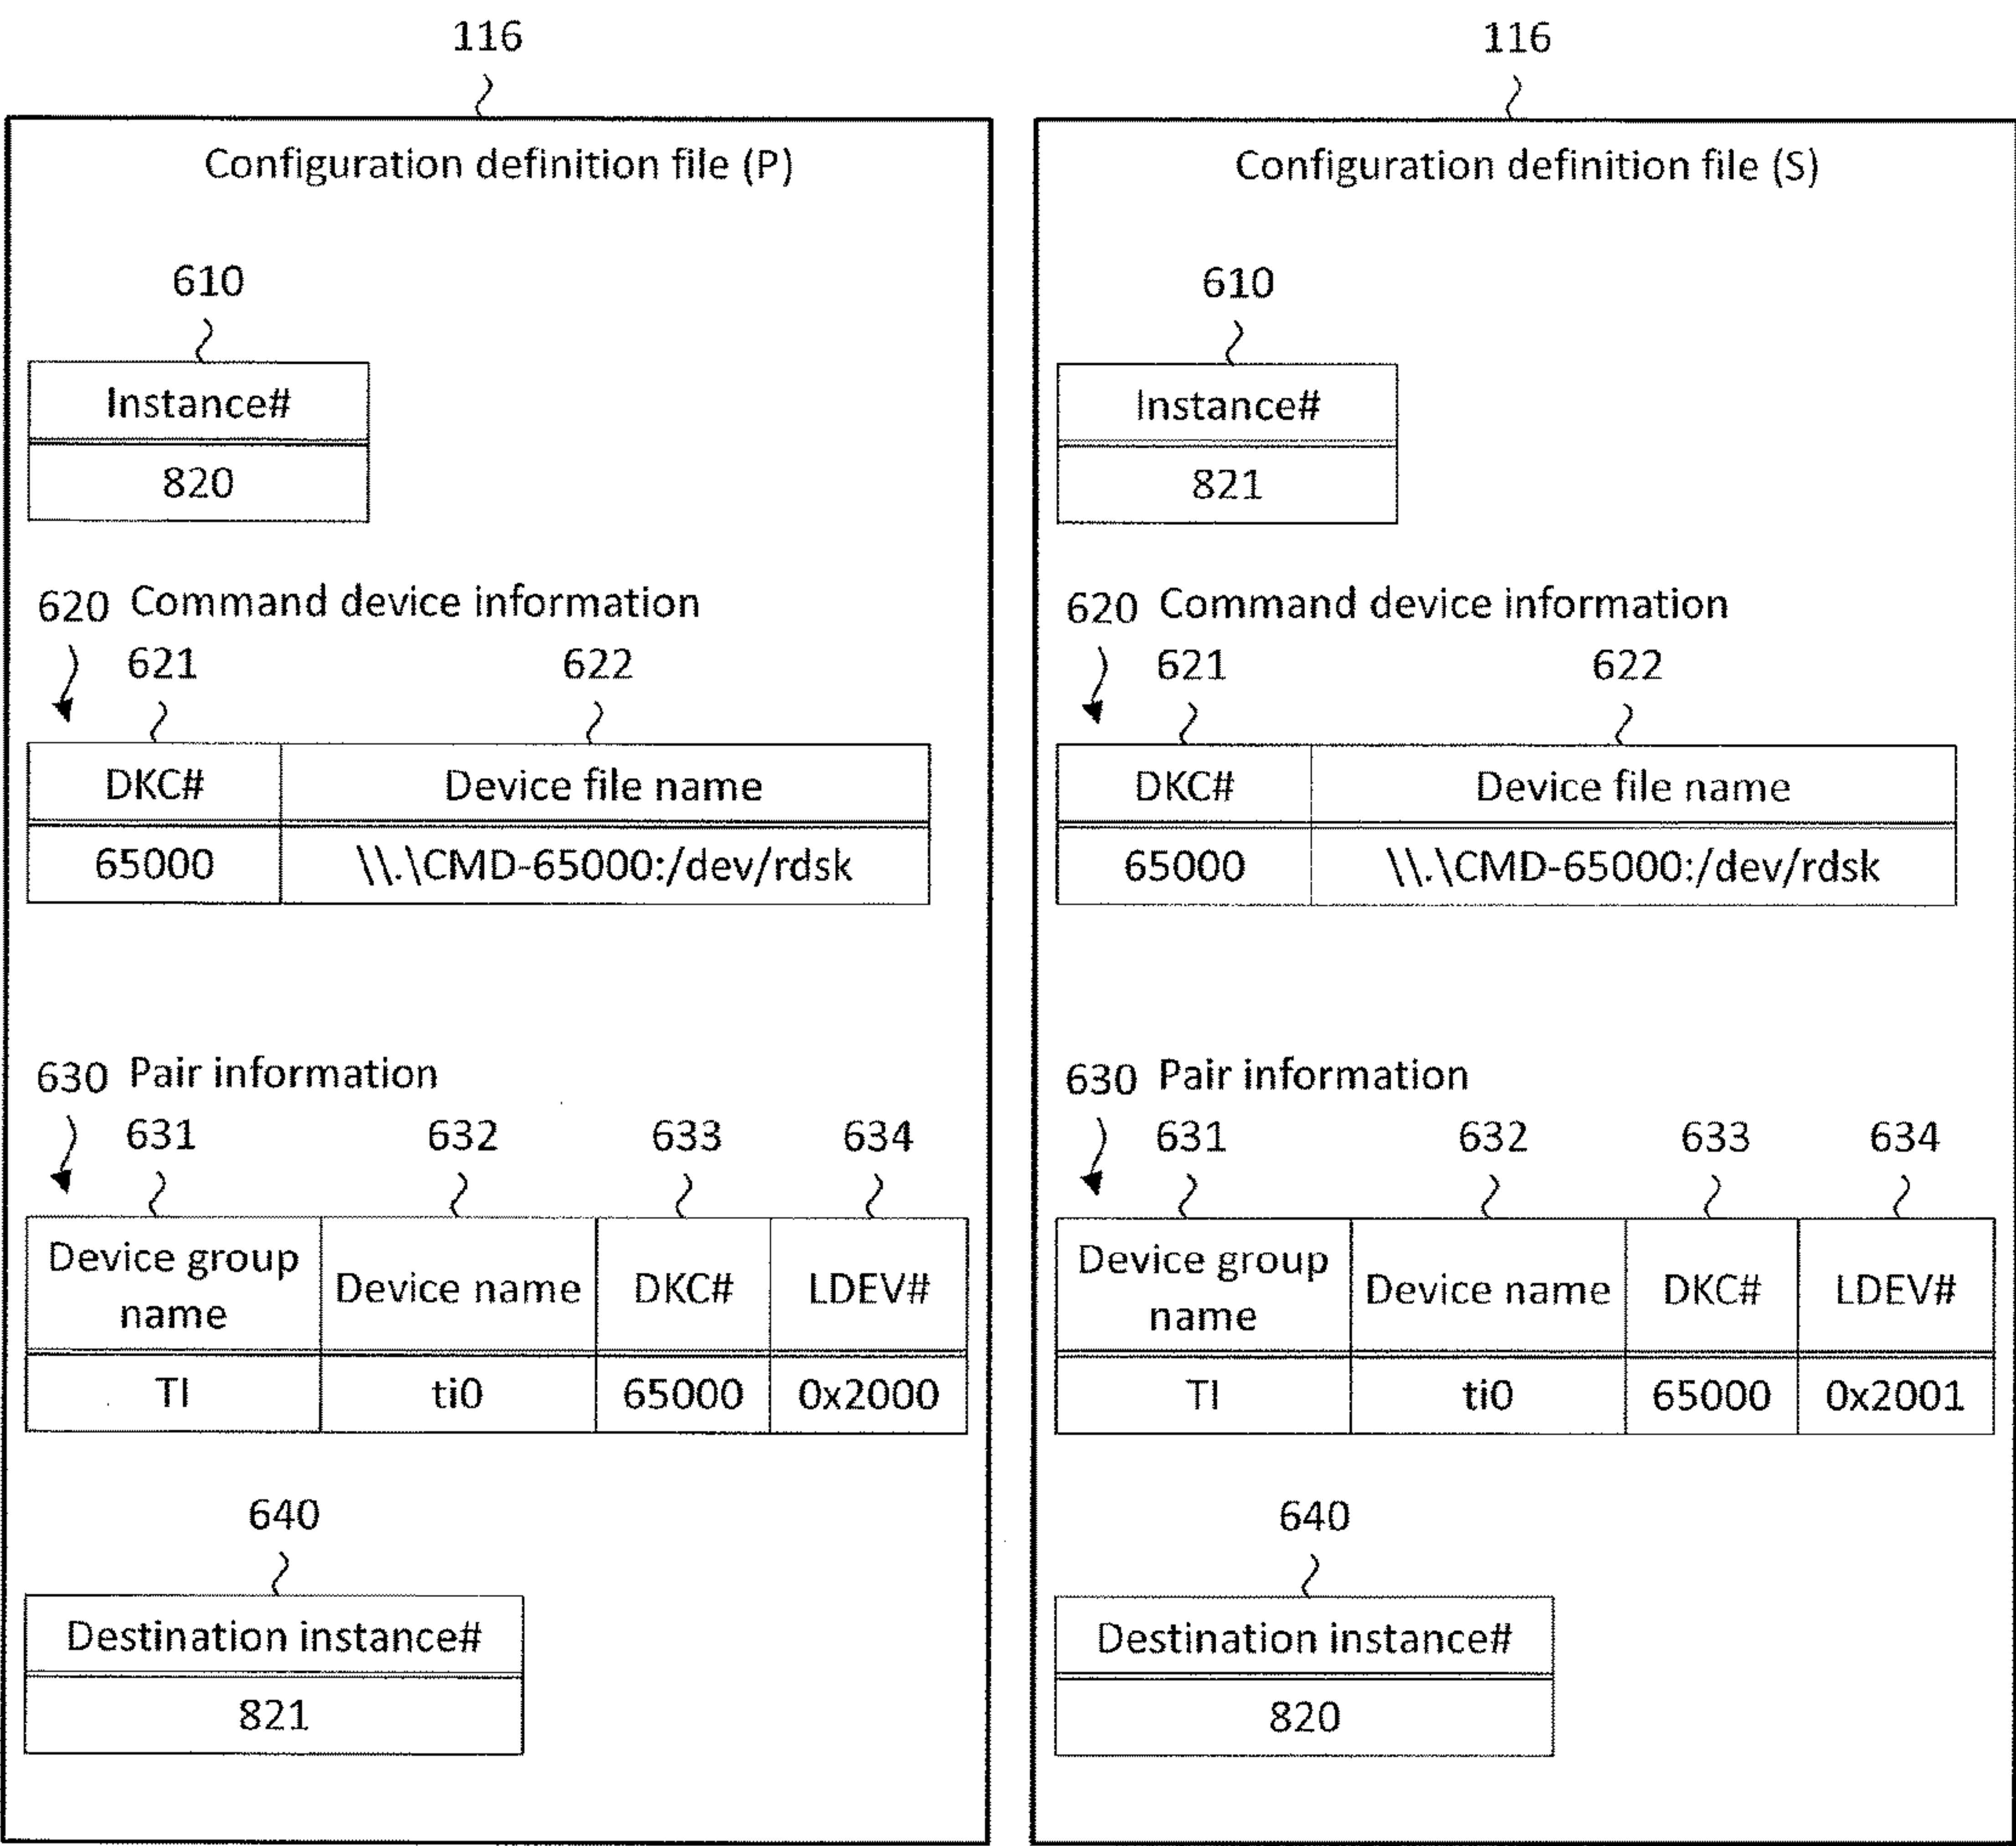 116
Configuration definition file (P)
610
Instance#
820
620 Command device information
621 622
DKC# Device file name
65000 \\.\CMD-65000:/dev/rdsk
630 Pair information
631 632 633 634
Device group name Device name DKC# LDEV#
TI ti0 65000 0x2000
640
Destination instance#
821
116
Configuration definition file (S)
610
Instance#
821
620 Command device information
621 622
DKC# Device file name
65000 \\.\CMD-65000:/dev/rdsk
630 Pair information
631 632 633 634
Device group name Device name DKC# LDEV#
TI ti0 65000 0x2001
640
Destination instance#
820